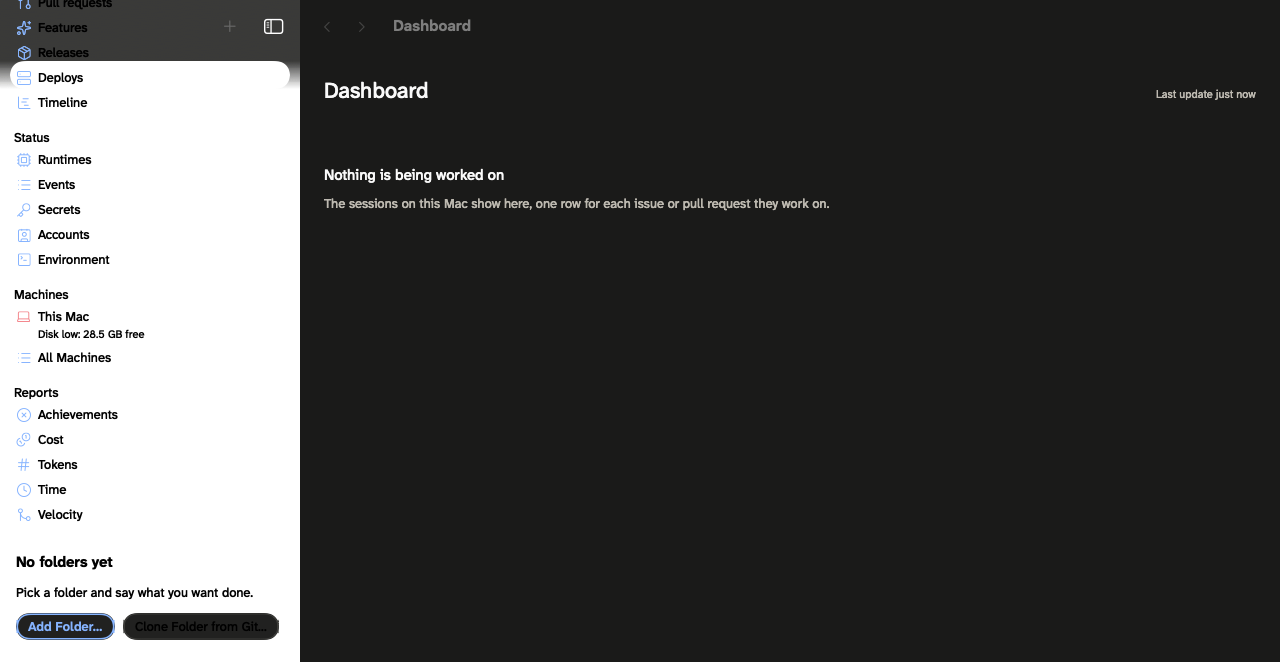 Pull requests
Features
Releases
Deploys
Timeline
Status
Runtimes
Events
Secrets
Accounts
Environment
Machines
This Mac
Disk low: 28.5 GB free
All Machines
Reports
Achievements
Cost
Tokens
Time
Velocity
No folders yet
Pick a folder and say what you want done.
Add Folder...
Clone Folder from Git...
Dashboard
Dashboard
Last update just now
Nothing is being worked on
The sessions on this Mac show here, one row for each issue or pull request they work on.